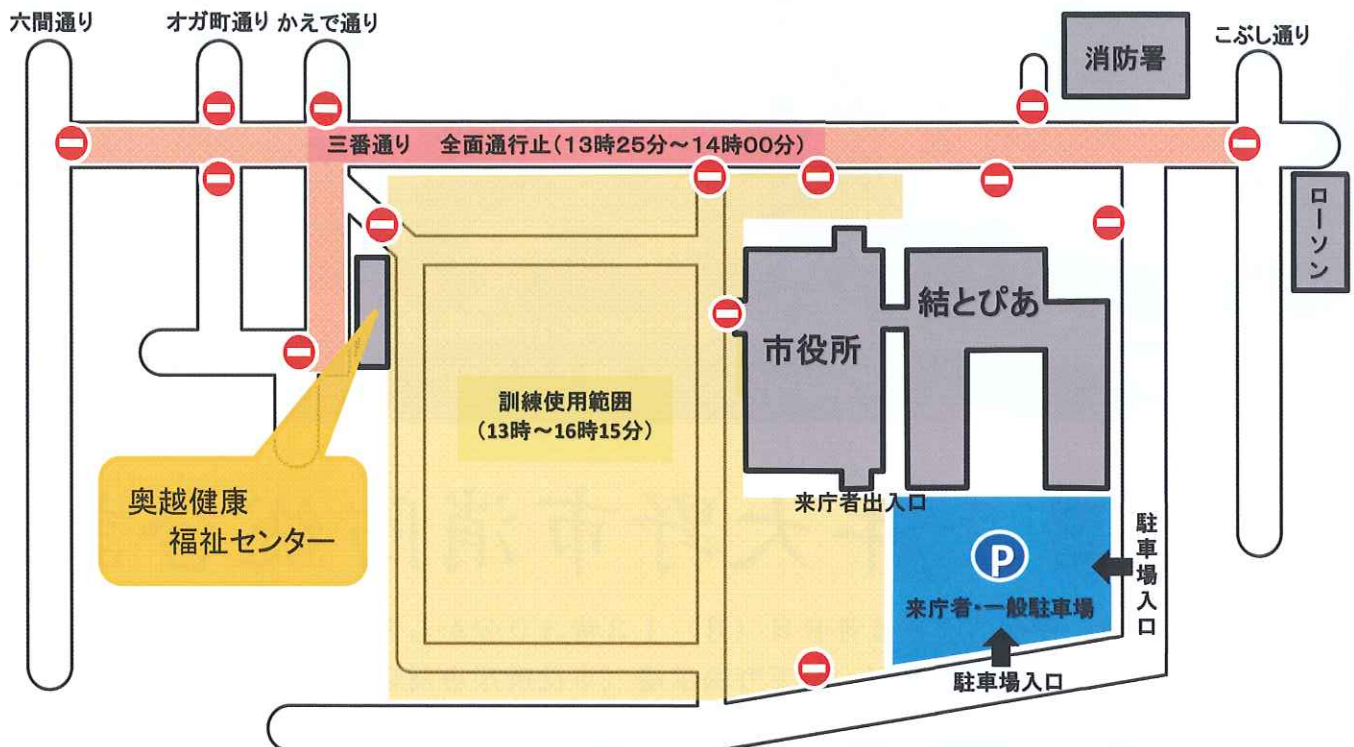 六間通り
オガ町通り
かえで通り
こぶし通り
消防署
三番通り　全面通行止(13時25分～14時00分)
ローソン
結とぴあ
市役所
訓練使用範囲
（13時～16時15分）
奥越健康
福祉センター
来庁者出入口
駐車場入口
P
来庁者・一般駐車場
駐車場入口